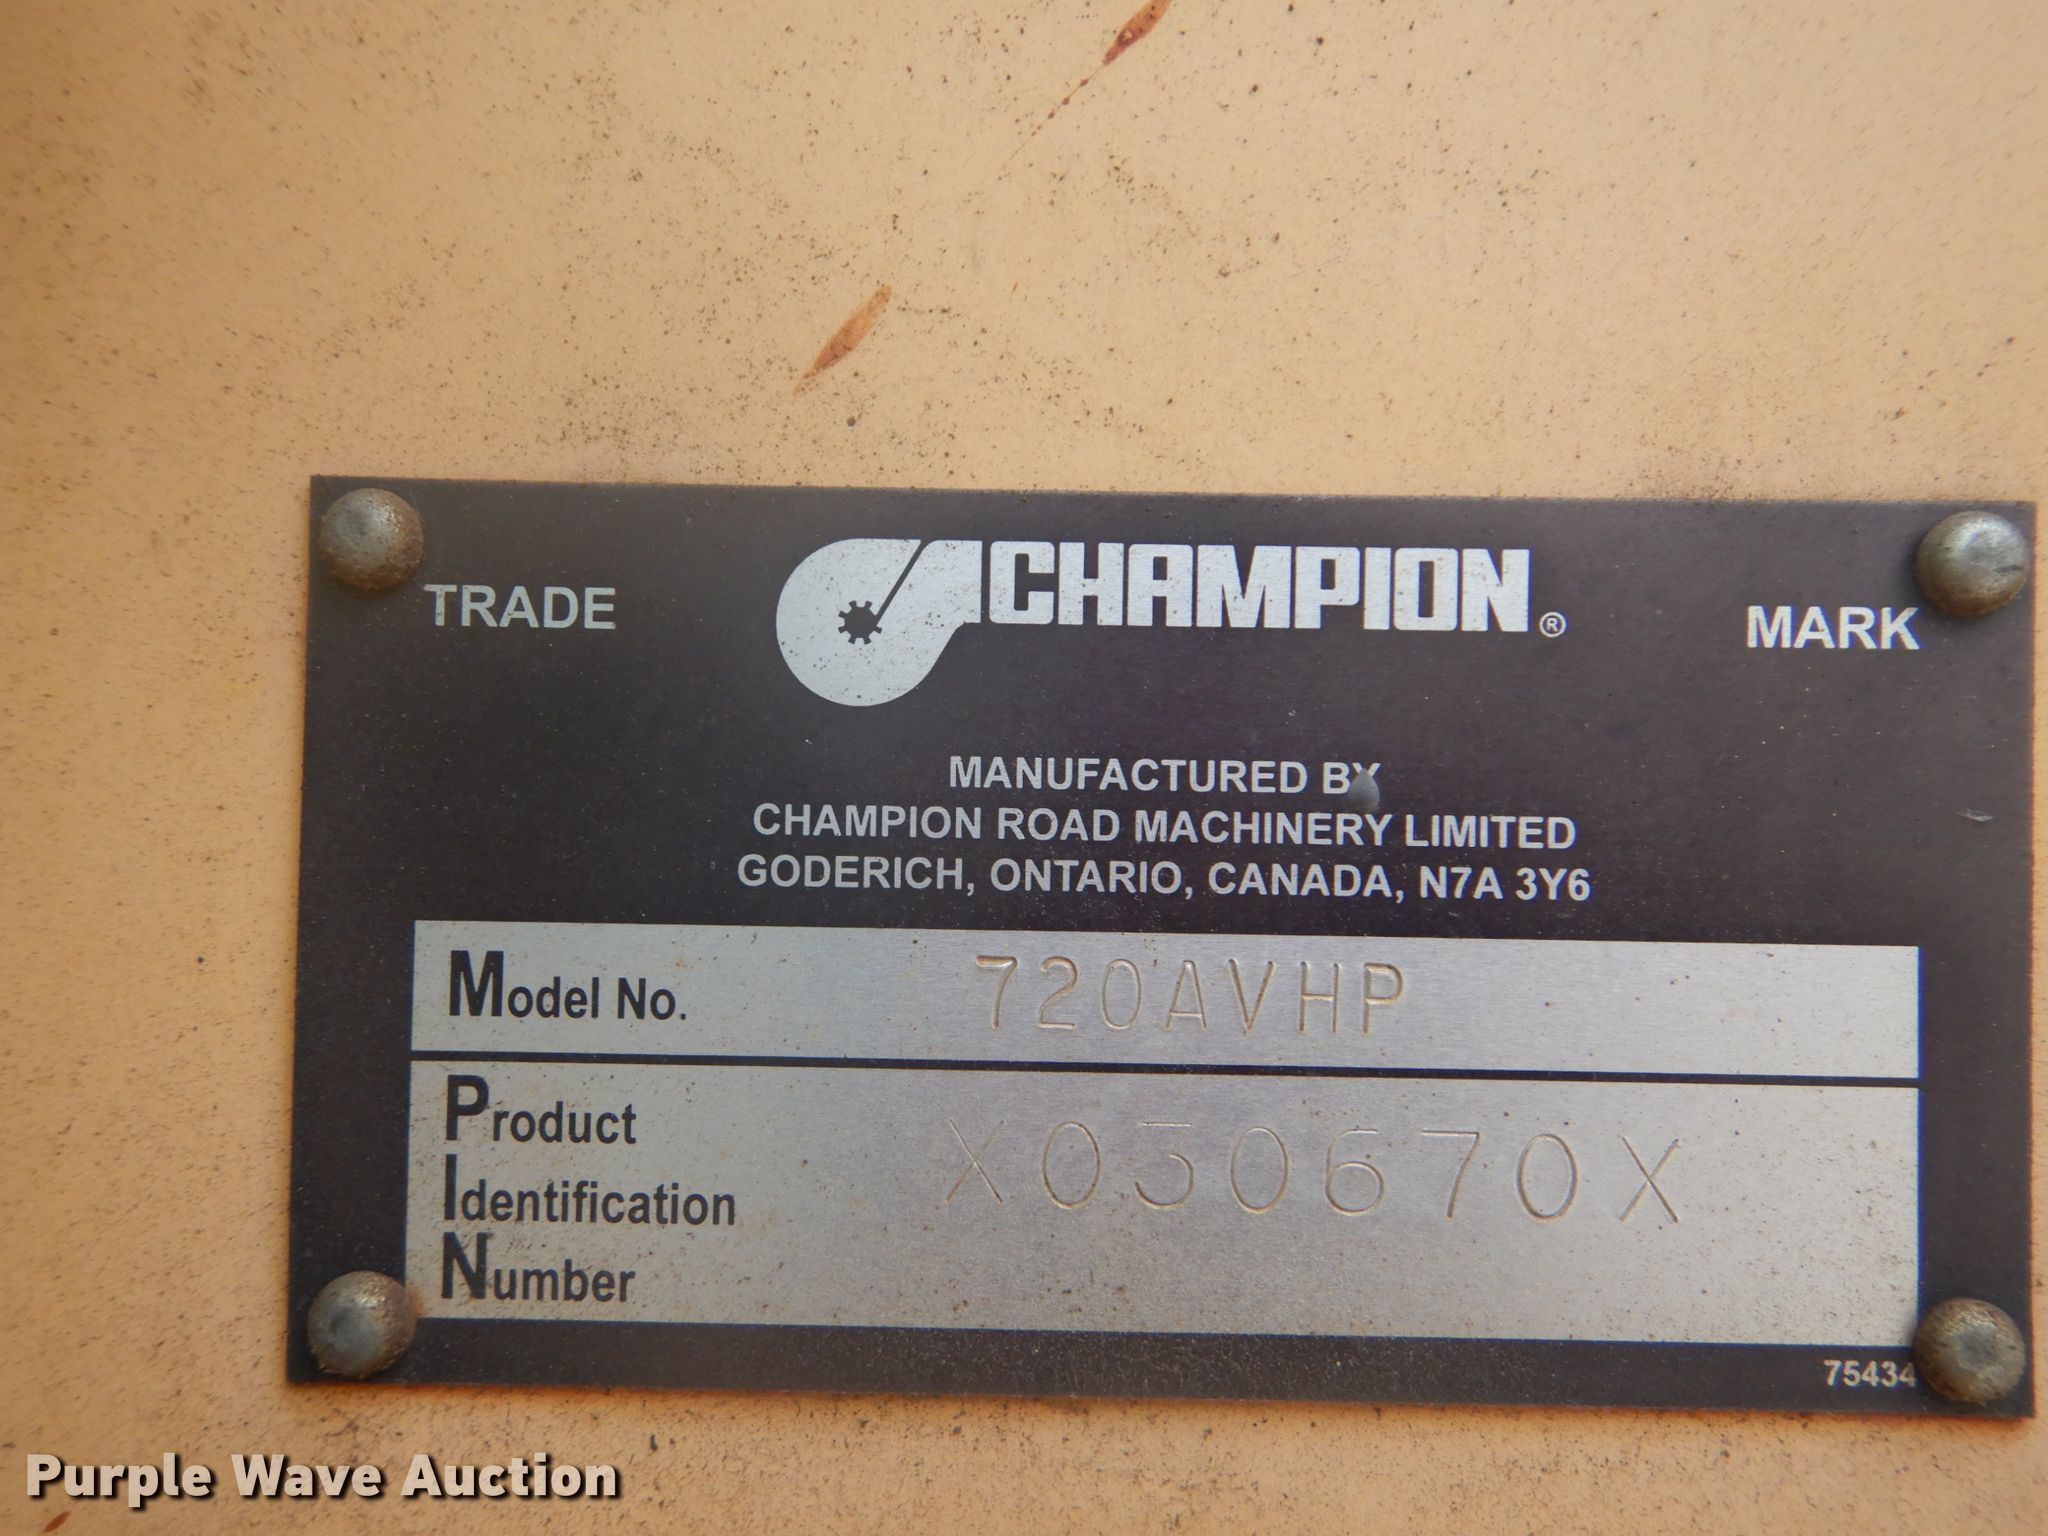 TRADE CHAMPION® MARK
MANUFACTURED BY
CHAMPION ROAD MACHINERY LIMITED
GODERICH, ONTARIO, CANADA, N7A 3Y6
Model No. 720AVHP
Product
Identification
Number
X030670X
75434
Purple Wave Auction